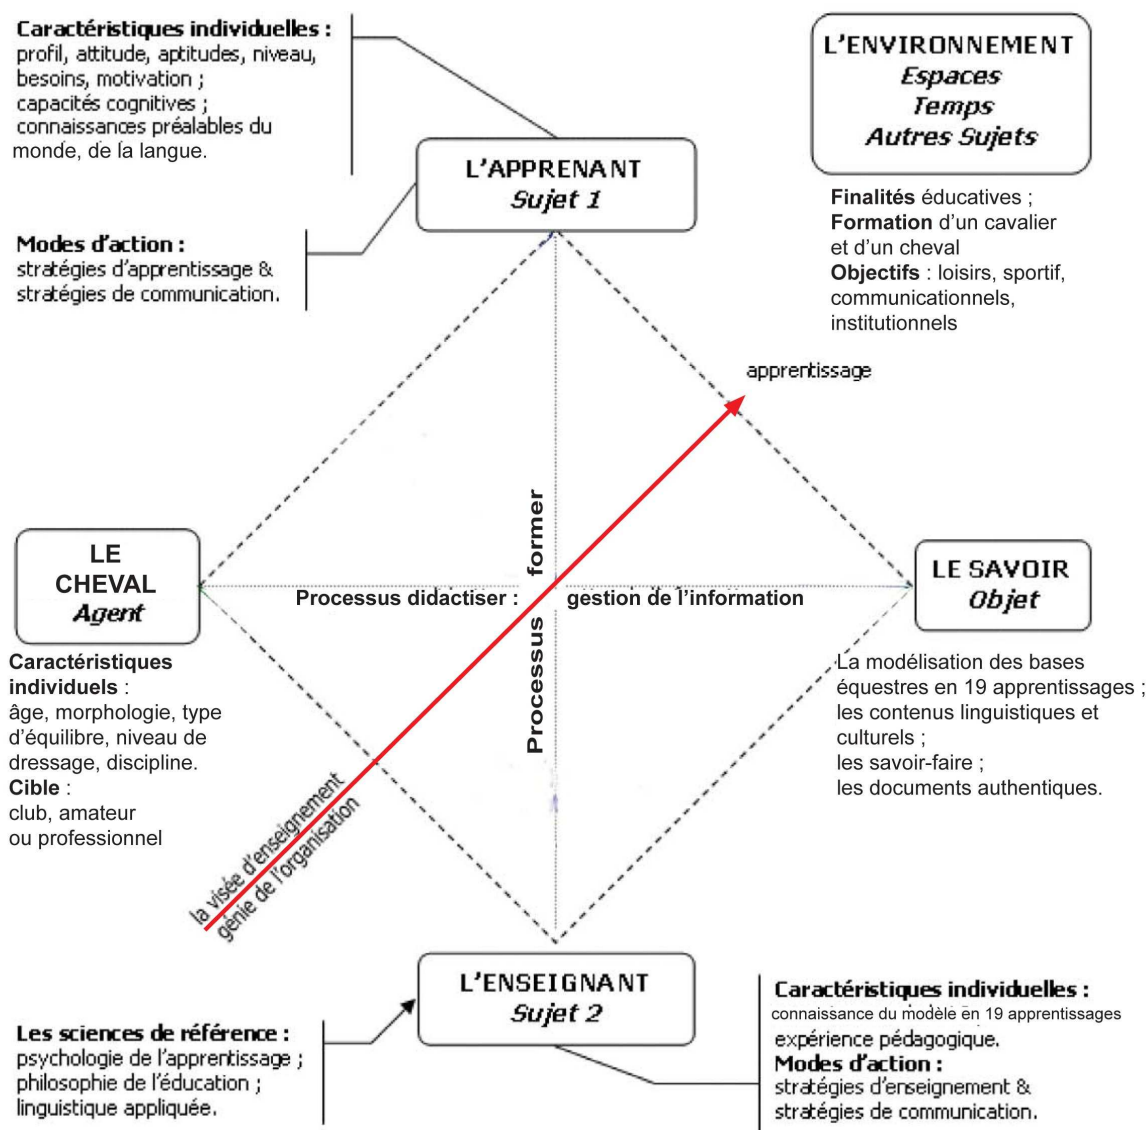 Caractéristiques individuelles :
profil, attitude, aptitudes, niveau,
besoins, motivation ;
capacités cognitives ;
connaissances préalables du
monde, de la langue.
L'ENVIRONNEMENT
Espaces
Temps
Autres Sujets
L'APPRENANT
Sujet 1
Finalités éducatives ;
Formation d'un cavalier
et d'un cheval
Objectifs : loisirs, sportif,
communicationnels,
institutionnels
Modes d'action :
stratégies d'apprentissage &
stratégies de communication.
apprentissage
LE
CHEVAL
Agent
Processus didactiser : gestion de l'information
Processus former
LE SAVOIR
Objet
Caractéristiques
individuels :
âge, morphologie, type
d'équilibre, niveau de
dressage, discipline.
Cible :
club, amateur
ou professionnel
La modélisation des bases
équestres en 19 apprentissages ;
les contenus linguistiques et
culturels ;
les savoir-faire ;
les documents authentiques.
la visée d'enseignement
génie de l'organisation
L'ENSEIGNANT
Sujet 2
Les sciences de référence :
psychologie de l'apprentissage ;
philosophie de l'éducation ;
linguistique appliquée.
Caractéristiques individuelles :
connaissance du modèle en 19 apprentissages
expérience pédagogique.
Modes d'action :
stratégies d'enseignement &
stratégies de communication.